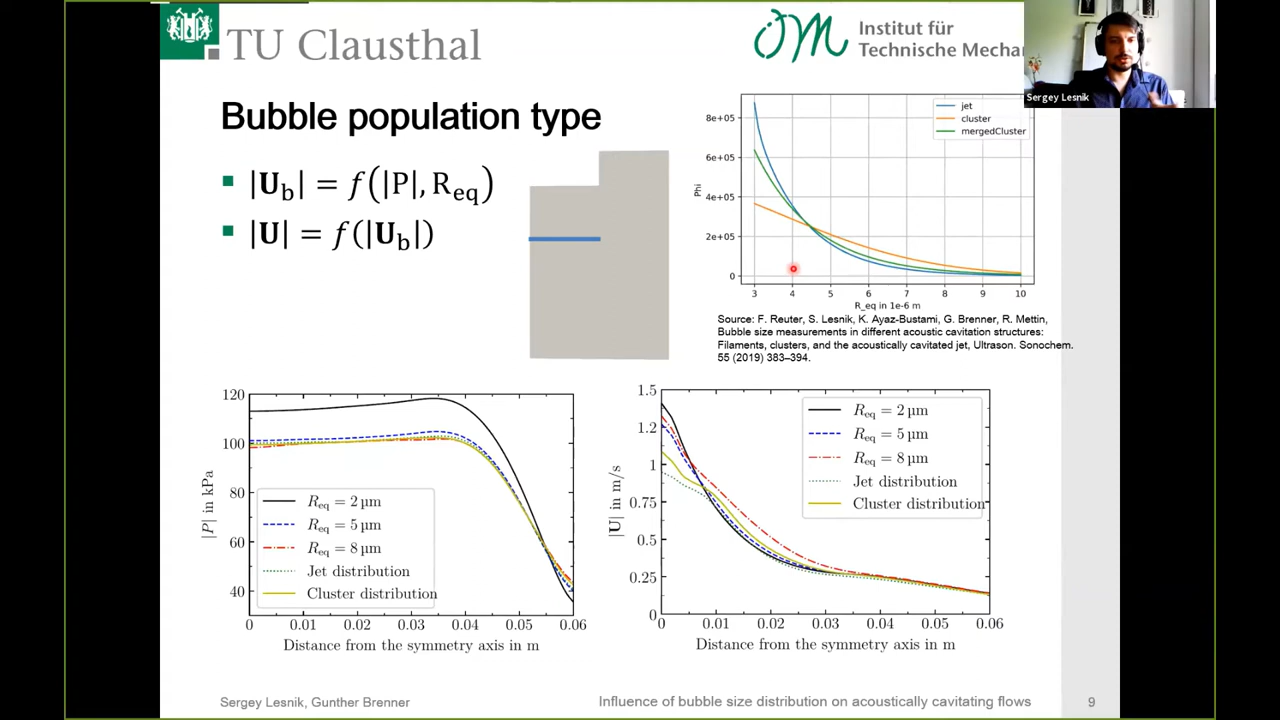 TU Clausthal
Institut für
Technische Mecha
Sergey Lesnik
Bubble population type
|U_b| = f(|P|, R_eq)
|U| = f(|U_b|)
Phi
8e+05
6e+05
4e+05
2e+05
0
3 4 5 6 7 8 9 10
R_eq in 1e-6 m
jet
cluster
mergedCluster
Source: F. Reuter, S. Lesnik, K. Ayaz-Bustami, G. Brenner, R. Mettin,
Bubble size measurements in different acoustic cavitation structures:
Filaments, clusters, and the acoustically cavitated jet, Ultrason. Sonochem.
55 (2019) 383–394.
|P| in kPa
120
100
80
60
40
R_eq = 2 µm
R_eq = 5 µm
R_eq = 8 µm
Jet distribution
Cluster distribution
0 0.01 0.02 0.03 0.04 0.05 0.06
Distance from the symmetry axis in m
|U| in m/s
1.5
1.2
1
0.75
0.5
0.25
0
R_eq = 2 µm
R_eq = 5 µm
R_eq = 8 µm
Jet distribution
Cluster distribution
0 0.01 0.02 0.03 0.04 0.05 0.06
Distance from the symmetry axis in m
Sergey Lesnik, Gunther Brenner
Influence of bubble size distribution on acoustically cavitating flows
9